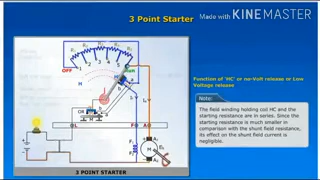 3 Point Starter
Made with KINEMASTER
OFF
Run
H
Function of 'HC' or no-Volt release or Low Voltage release
Note:
The field winding holding coil HC and the
starting resistance are in series. Since the
starting resistance is much smaller in
comparison with the shunt field resistance,
its effect on the shunt field current is
negligible.
L
F
A
3 POINT STARTER